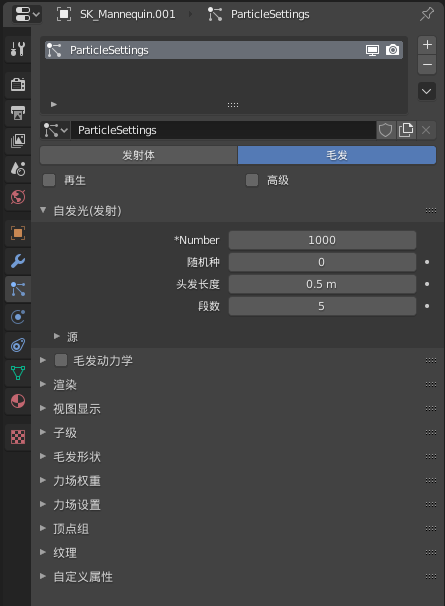 SK_Mannequin.001 ParticleSettings
ParticleSettings
ParticleSettings
发射体 毛发
再生 高级
自发光(发射)
*Number 1000
随机种 0
头发长度 0.5 m
段数 5
源
毛发动力学
渲染
视图显示
子级
毛发形状
力场权重
力场设置
顶点组
纹理
自定义属性